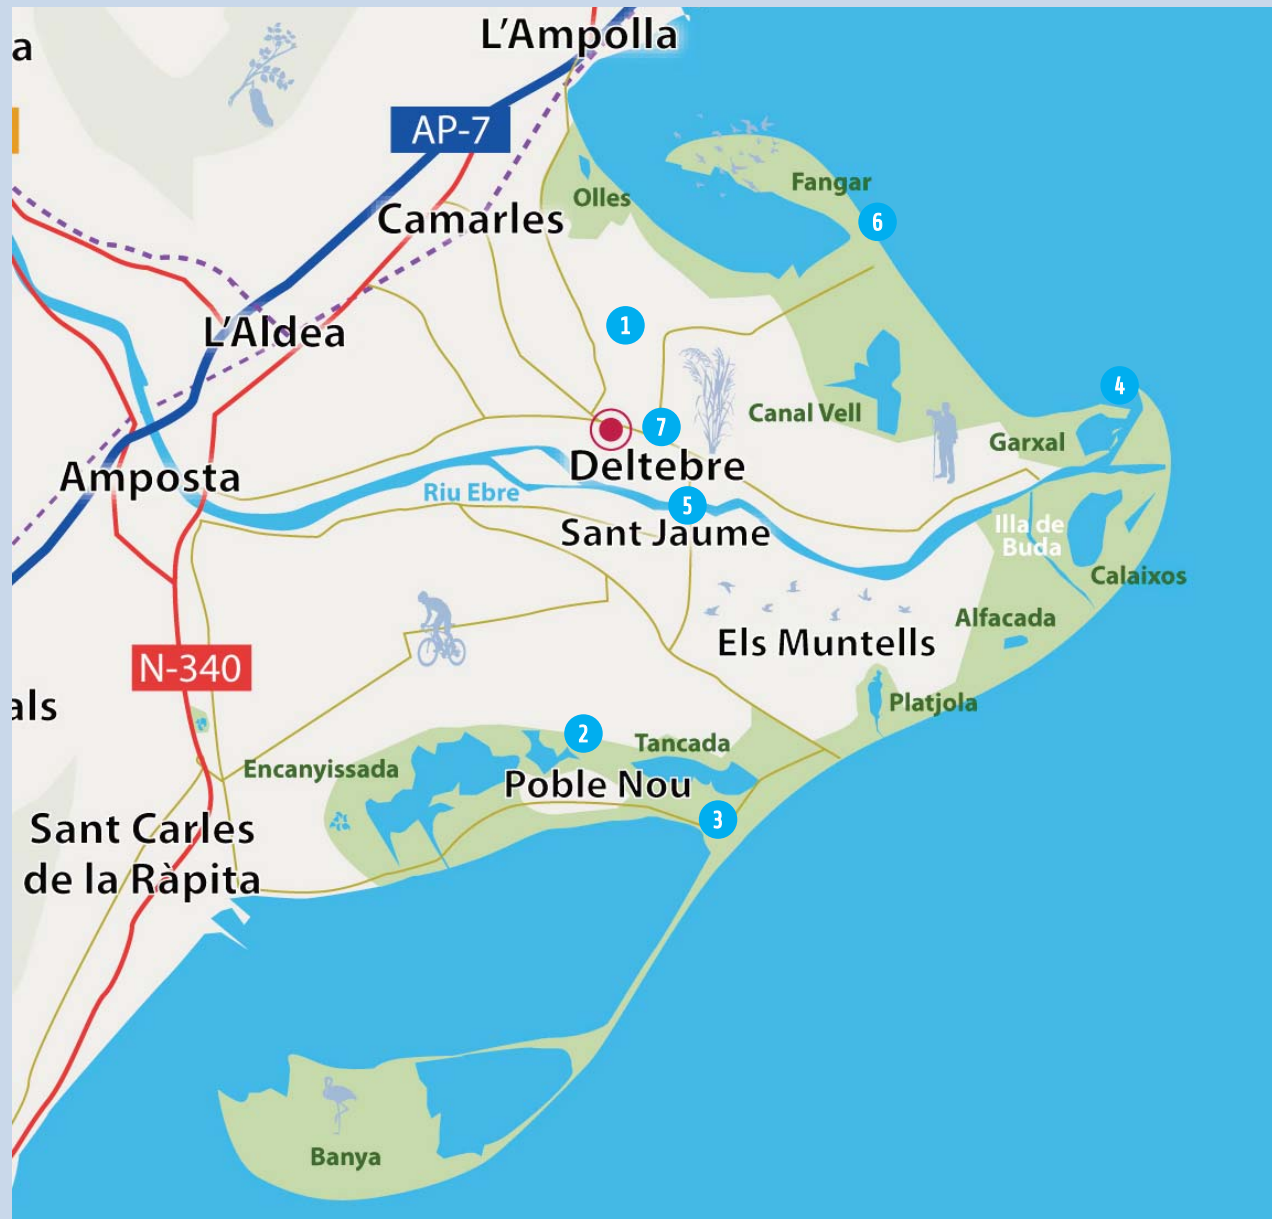 L'Ampolla
a
AP-7
Fangar
Olles
Camarles
6
1
L'Aldea
4
Canal Vell
7
Garxal
Deltebre
Amposta
Riu Ebre
5
Sant Jaume
Illa de
Buda
Calaixos
Alfacada
Els Muntells
N-340
Platjola
als
2
Tancada
Encanyissada
Poble Nou
3
Sant Carles
de la Ràpita
Banya